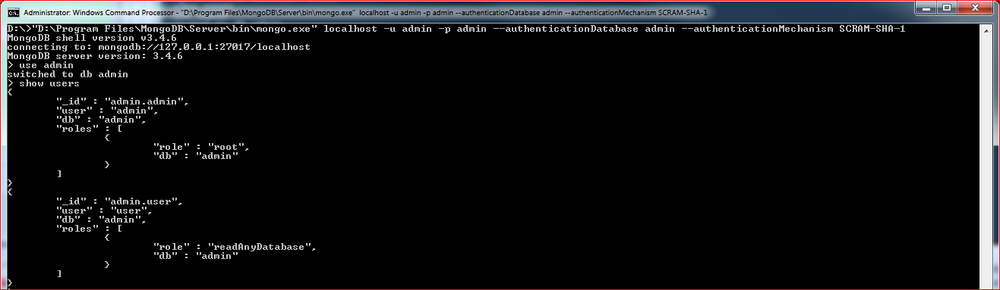 Administrator: Windows Command Processor - "D:\Program Files\MongoDB\Server\bin\mongo.exe" localhost -u admin -p admin --authenticationDatabase admin --authenticationMechanism SCRAM-SHA-1
D:\>"D:\Program Files\MongoDB\Server\bin\mongo.exe" localhost -u admin -p admin --authenticationDatabase admin --authenticationMechanism SCRAM-SHA-1
MongoDB shell version v3.4.6
connecting to: mongodb://127.0.0.1:27017/localhost
MongoDB server version: 3.4.6
> use admin
switched to db admin
> show users
{
        "_id" : "admin.admin",
        "user" : "admin",
        "db" : "admin",
        "roles" : [
                {
                        "role" : "root",
                        "db" : "admin"
                }
        ]
}
{
        "_id" : "admin.user",
        "user" : "user",
        "db" : "admin",
        "roles" : [
                {
                        "role" : "readAnyDatabase",
                        "db" : "admin"
                }
        ]
}